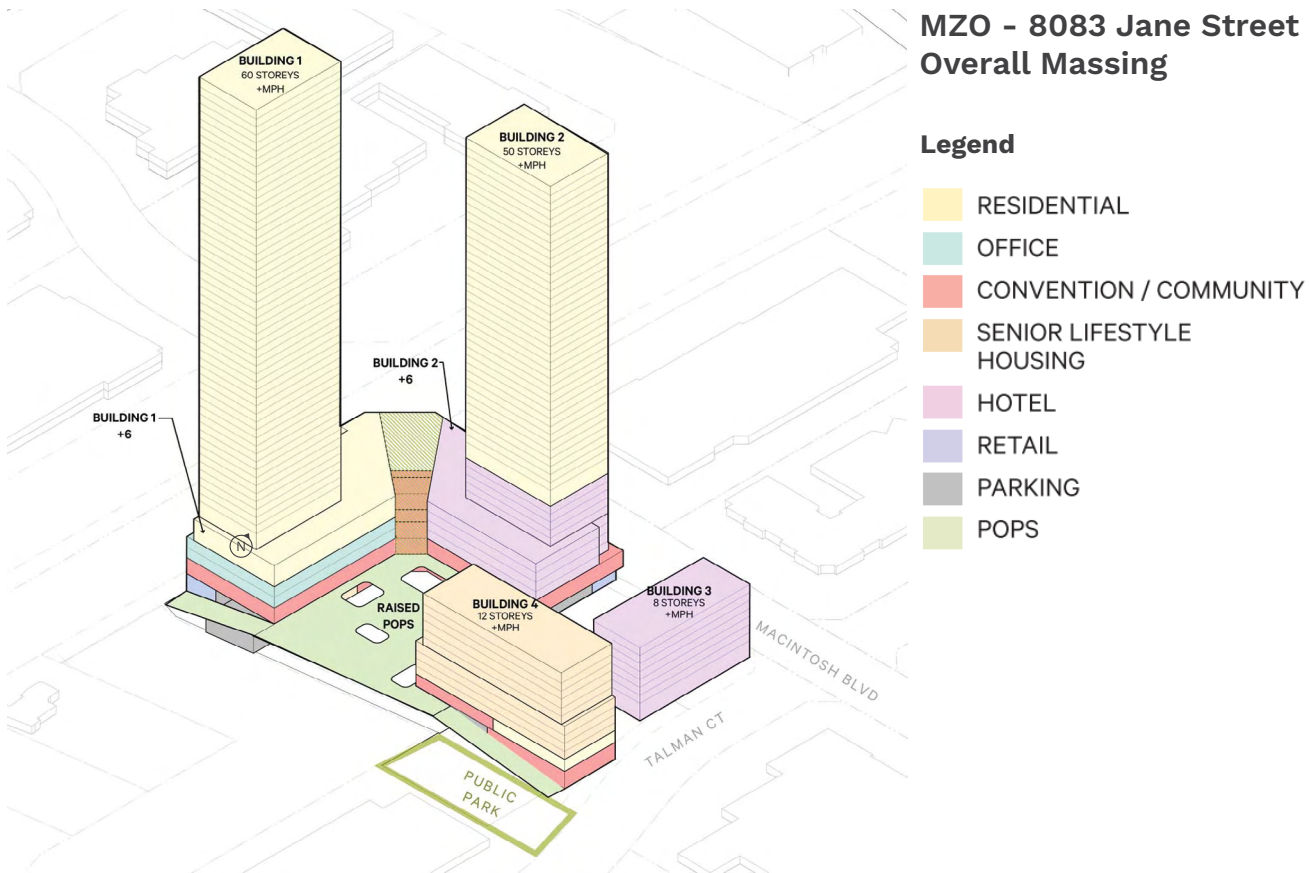 MZO - 8083 Jane Street
Overall Massing
Legend
RESIDENTIAL
OFFICE
CONVENTION / COMMUNITY
SENIOR LIFESTYLE
HOUSING
HOTEL
RETAIL
PARKING
POPS
BUILDING 1
60 STOREYS
+MPH
BUILDING 2
50 STOREYS
+MPH
BUILDING 2
+6
BUILDING 1
+6
N
RAISED
POPS
BUILDING 4
12 STOREYS
+MPH
BUILDING 3
8 STOREYS
+MPH
MACINTOSH BLVD
TALMAN CT
PUBLIC
PARK